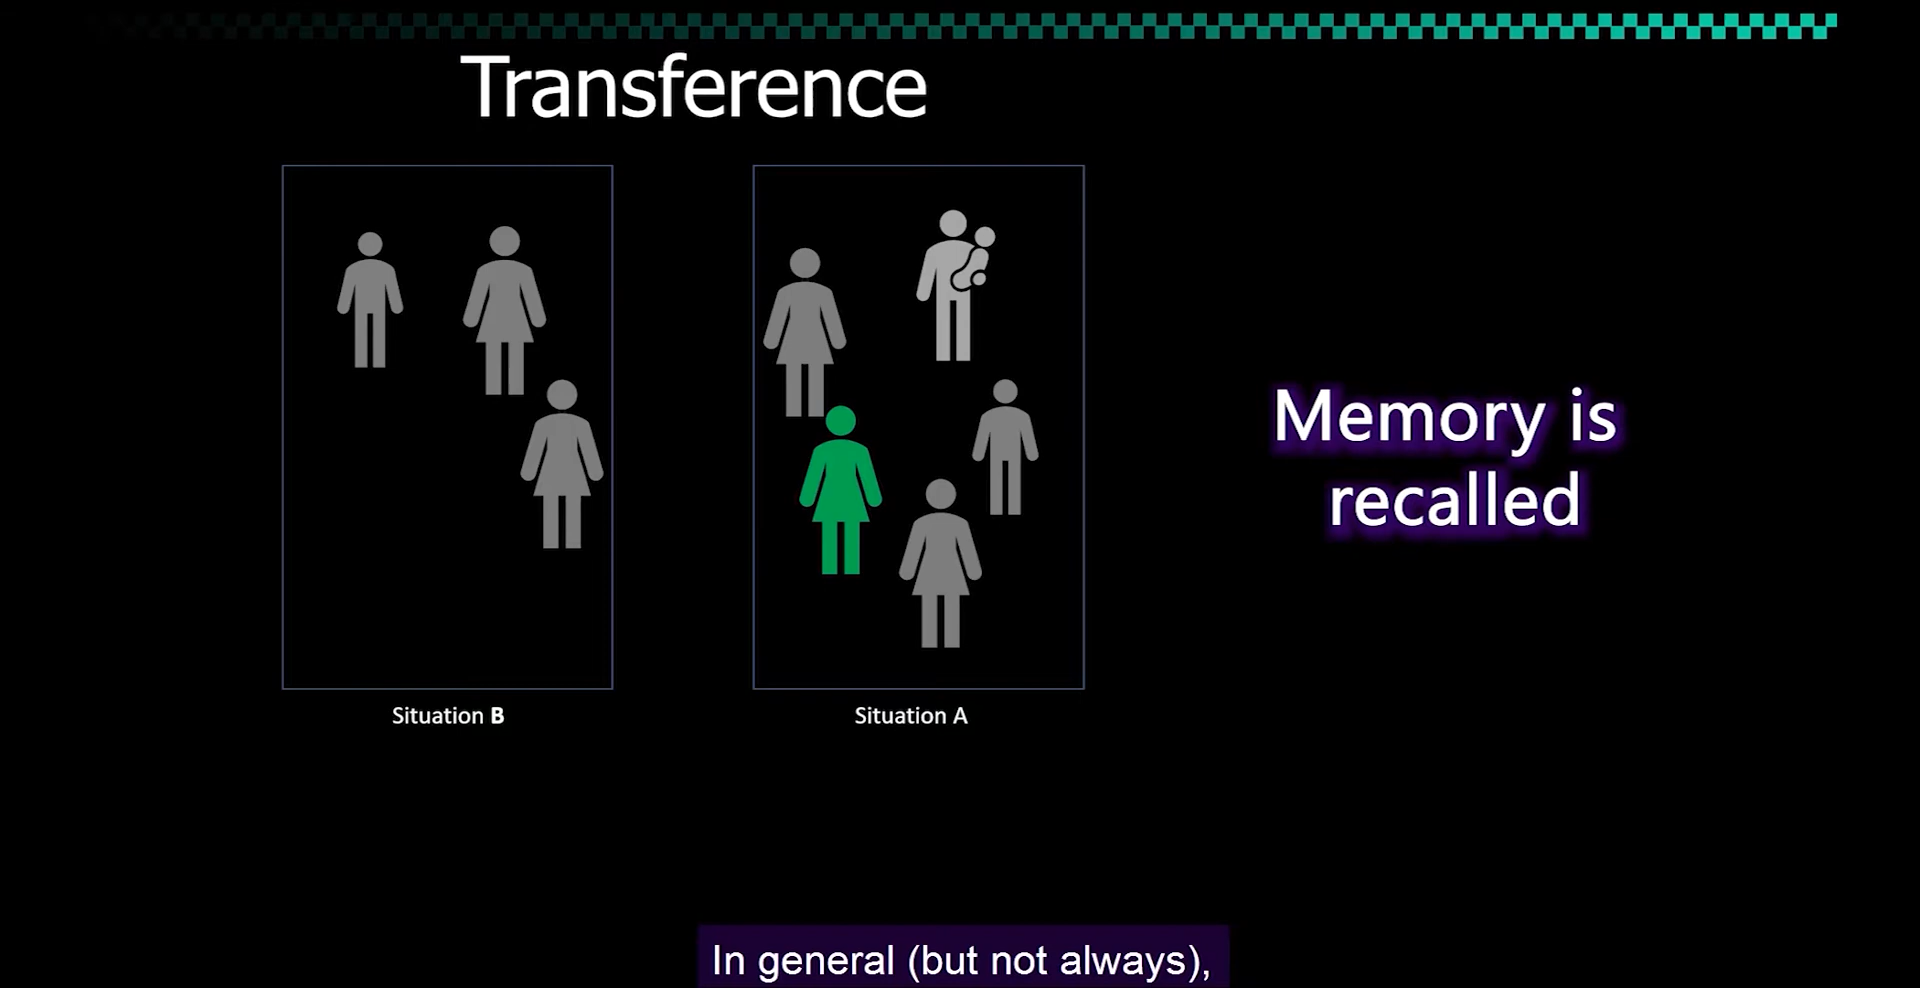 Transference
Situation B
Situation A
Memory is
recalled
In general (but not always),